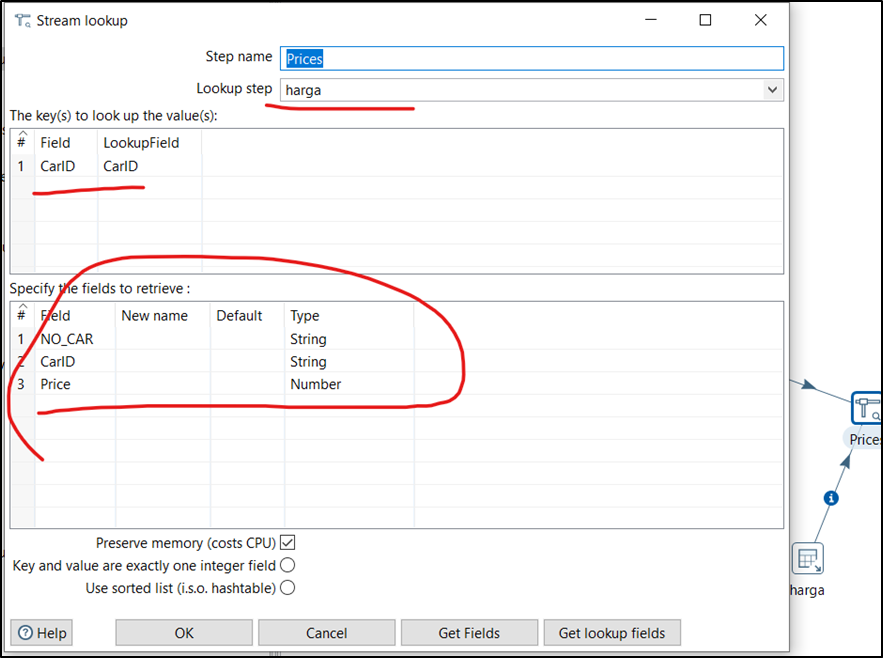 Stream lookup
Step name Prices
Lookup step harga
The key(s) to look up the value(s):
# Field LookupField
1 CarID CarID
Specify the fields to retrieve :
# Field New name Default Type
1 NO_CAR String
2 CarID String
3 Price Number
Prices
Preserve memory (costs CPU)
Key and value are exactly one integer field
Use sorted list (i.s.o. hashtable)
harga
Help OK Cancel Get Fields Get lookup fields